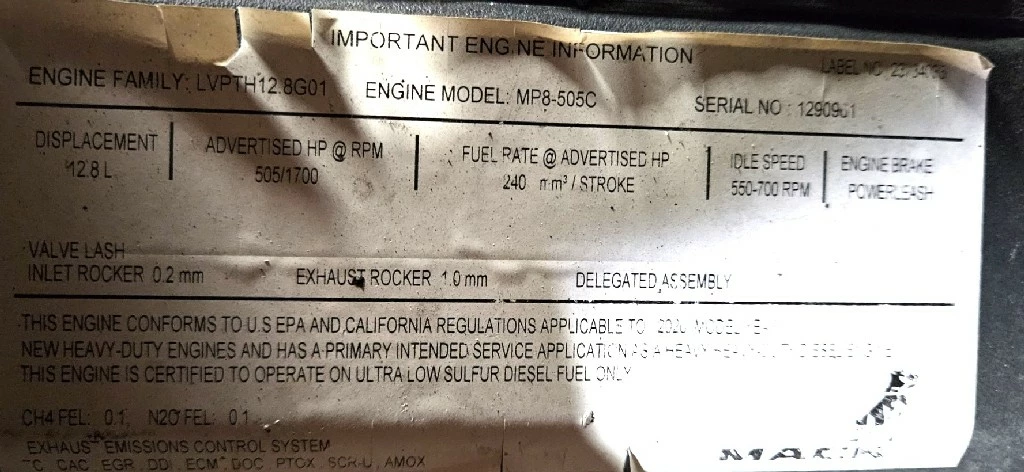 IMPORTANT ENGINE INFORMATION
LABEL NO
ENGINE FAMILY: LVPTH12.8G01 ENGINE MODEL: MP8-505C SERIAL NO :
DISPLACEMENT ADVERTISED HP @ RPM FUEL RATE @ ADVERTISED HP IDLE SPEED ENGINE BRAKE
12.8 L 505/1700 240 mm³ / STROKE 550-700 RPM POWERLEASH
VALVE LASH
INLET ROCKER 0.2 mm EXHAUST ROCKER 1.0 mm DELEGATED ASSEMBLY
THIS ENGINE CONFORMS TO U.S EPA AND CALIFORNIA REGULATIONS APPLICABLE TO MODEL
NEW HEAVY-DUTY ENGINES AND HAS A PRIMARY INTENDED SERVICE APPLICATION AS A HEAVY
THIS ENGINE IS CERTIFIED TO OPERATE ON ULTRA LOW SULFUR DIESEL FUEL ONLY
CH4 FEL: 0.1, N2O FEL: 0.1
EXHAUST EMISSIONS CONTROL SYSTEM
CAC, EGR, DDI, ECM, DOC, PTOX, SCR-U, AMOX
MACK